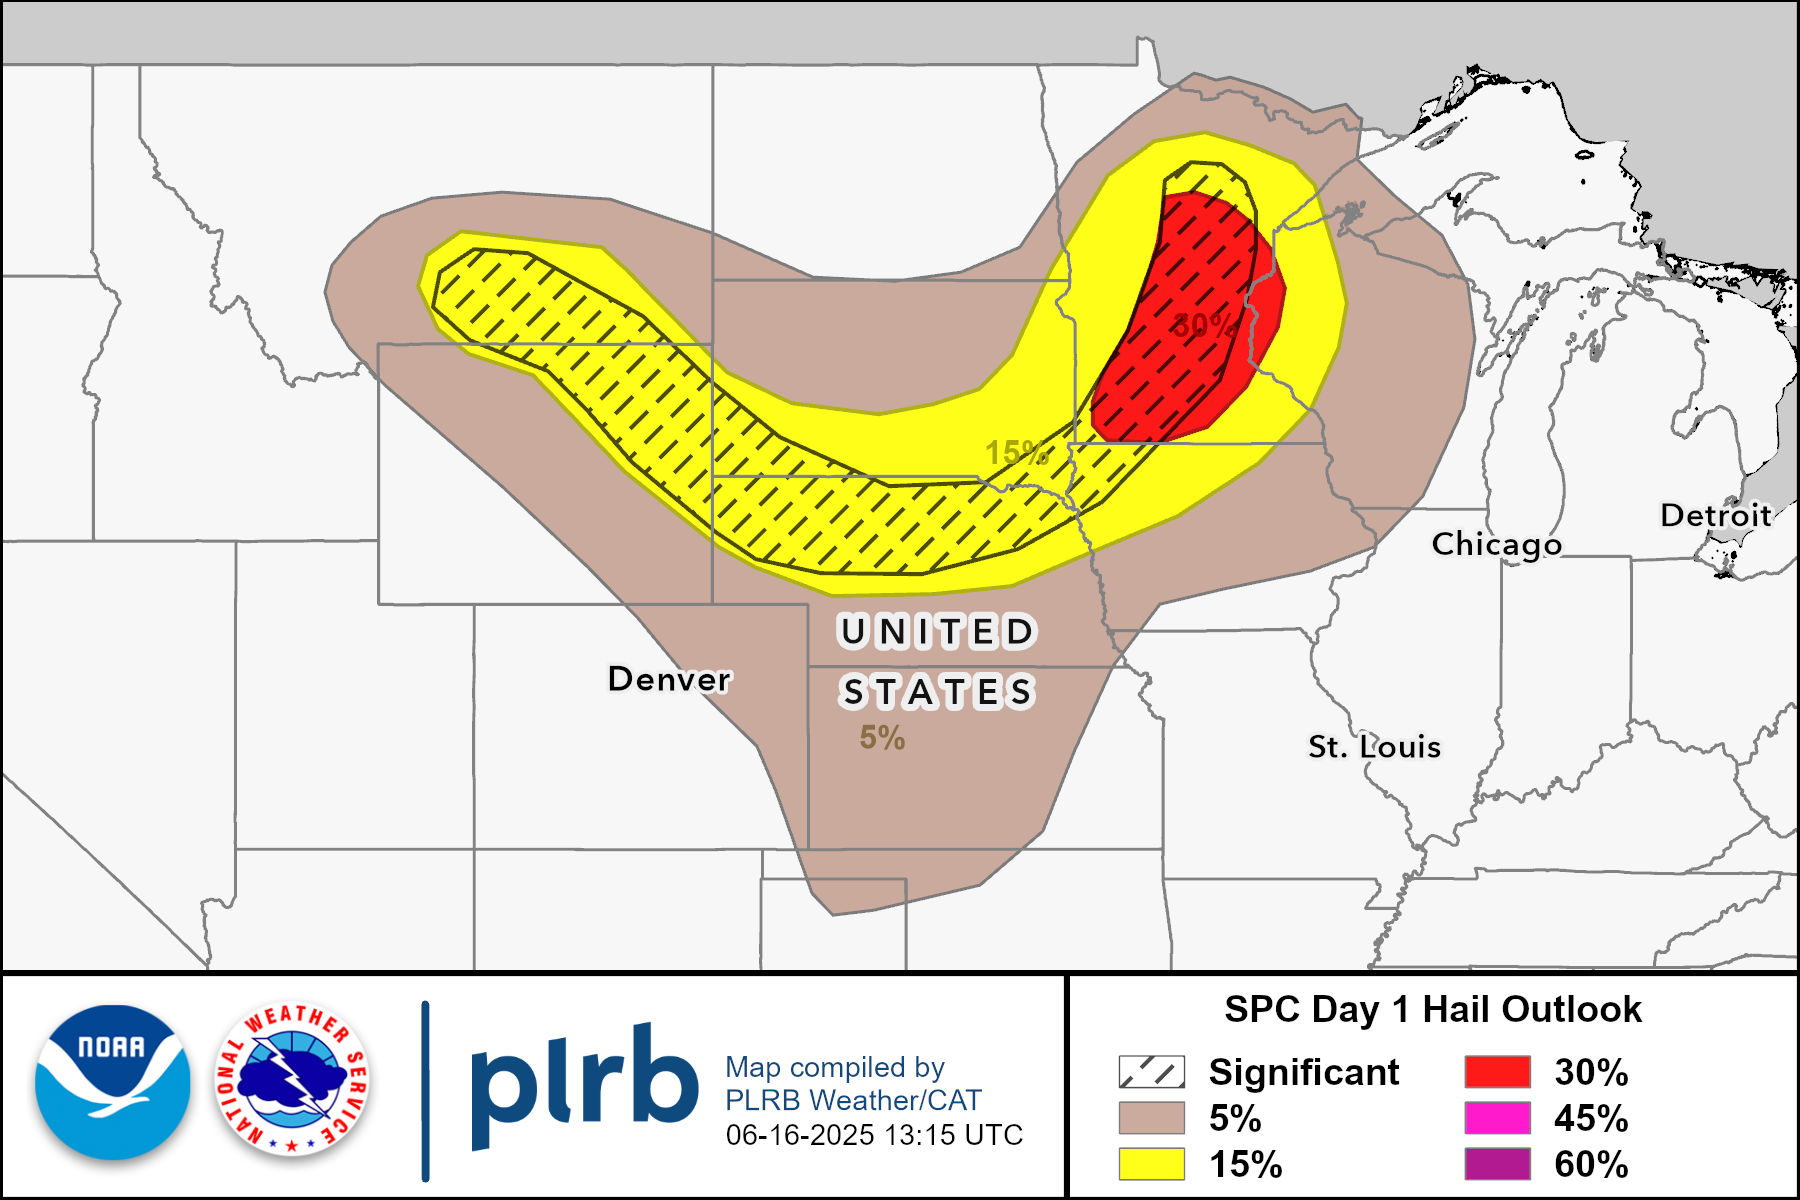 30%
15%
Detroit
Chicago
UNITED
STATES
Denver
5%
St. Louis
NOAA
NATIONAL WEATHER SERVICE
plrb
Map compiled by
PLRB Weather/CAT
06-16-2025 13:15 UTC
SPC Day 1 Hail Outlook
Significant
5%
15%
30%
45%
60%